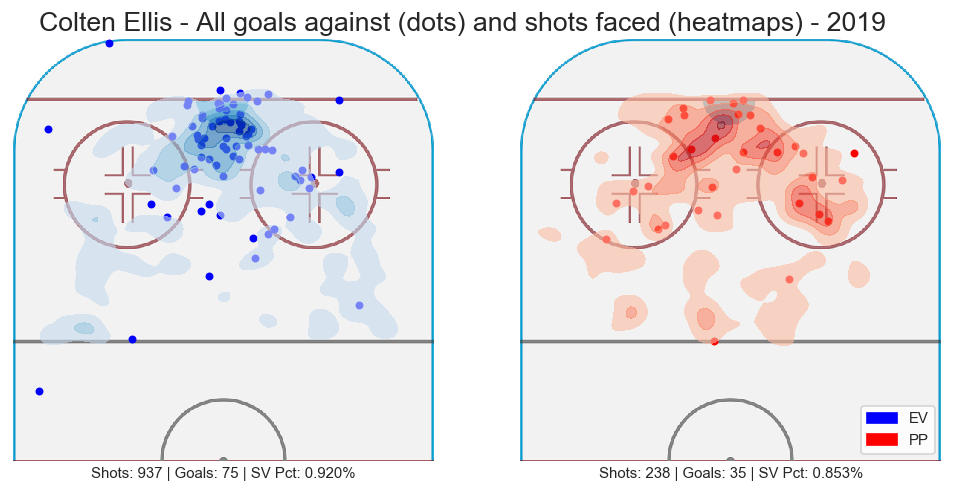 Colten Ellis - All goals against (dots) and shots faced (heatmaps) - 2019
EV
PP
Shots: 937 | Goals: 75 | SV Pct: 0.920%
Shots: 238 | Goals: 35 | SV Pct: 0.853%